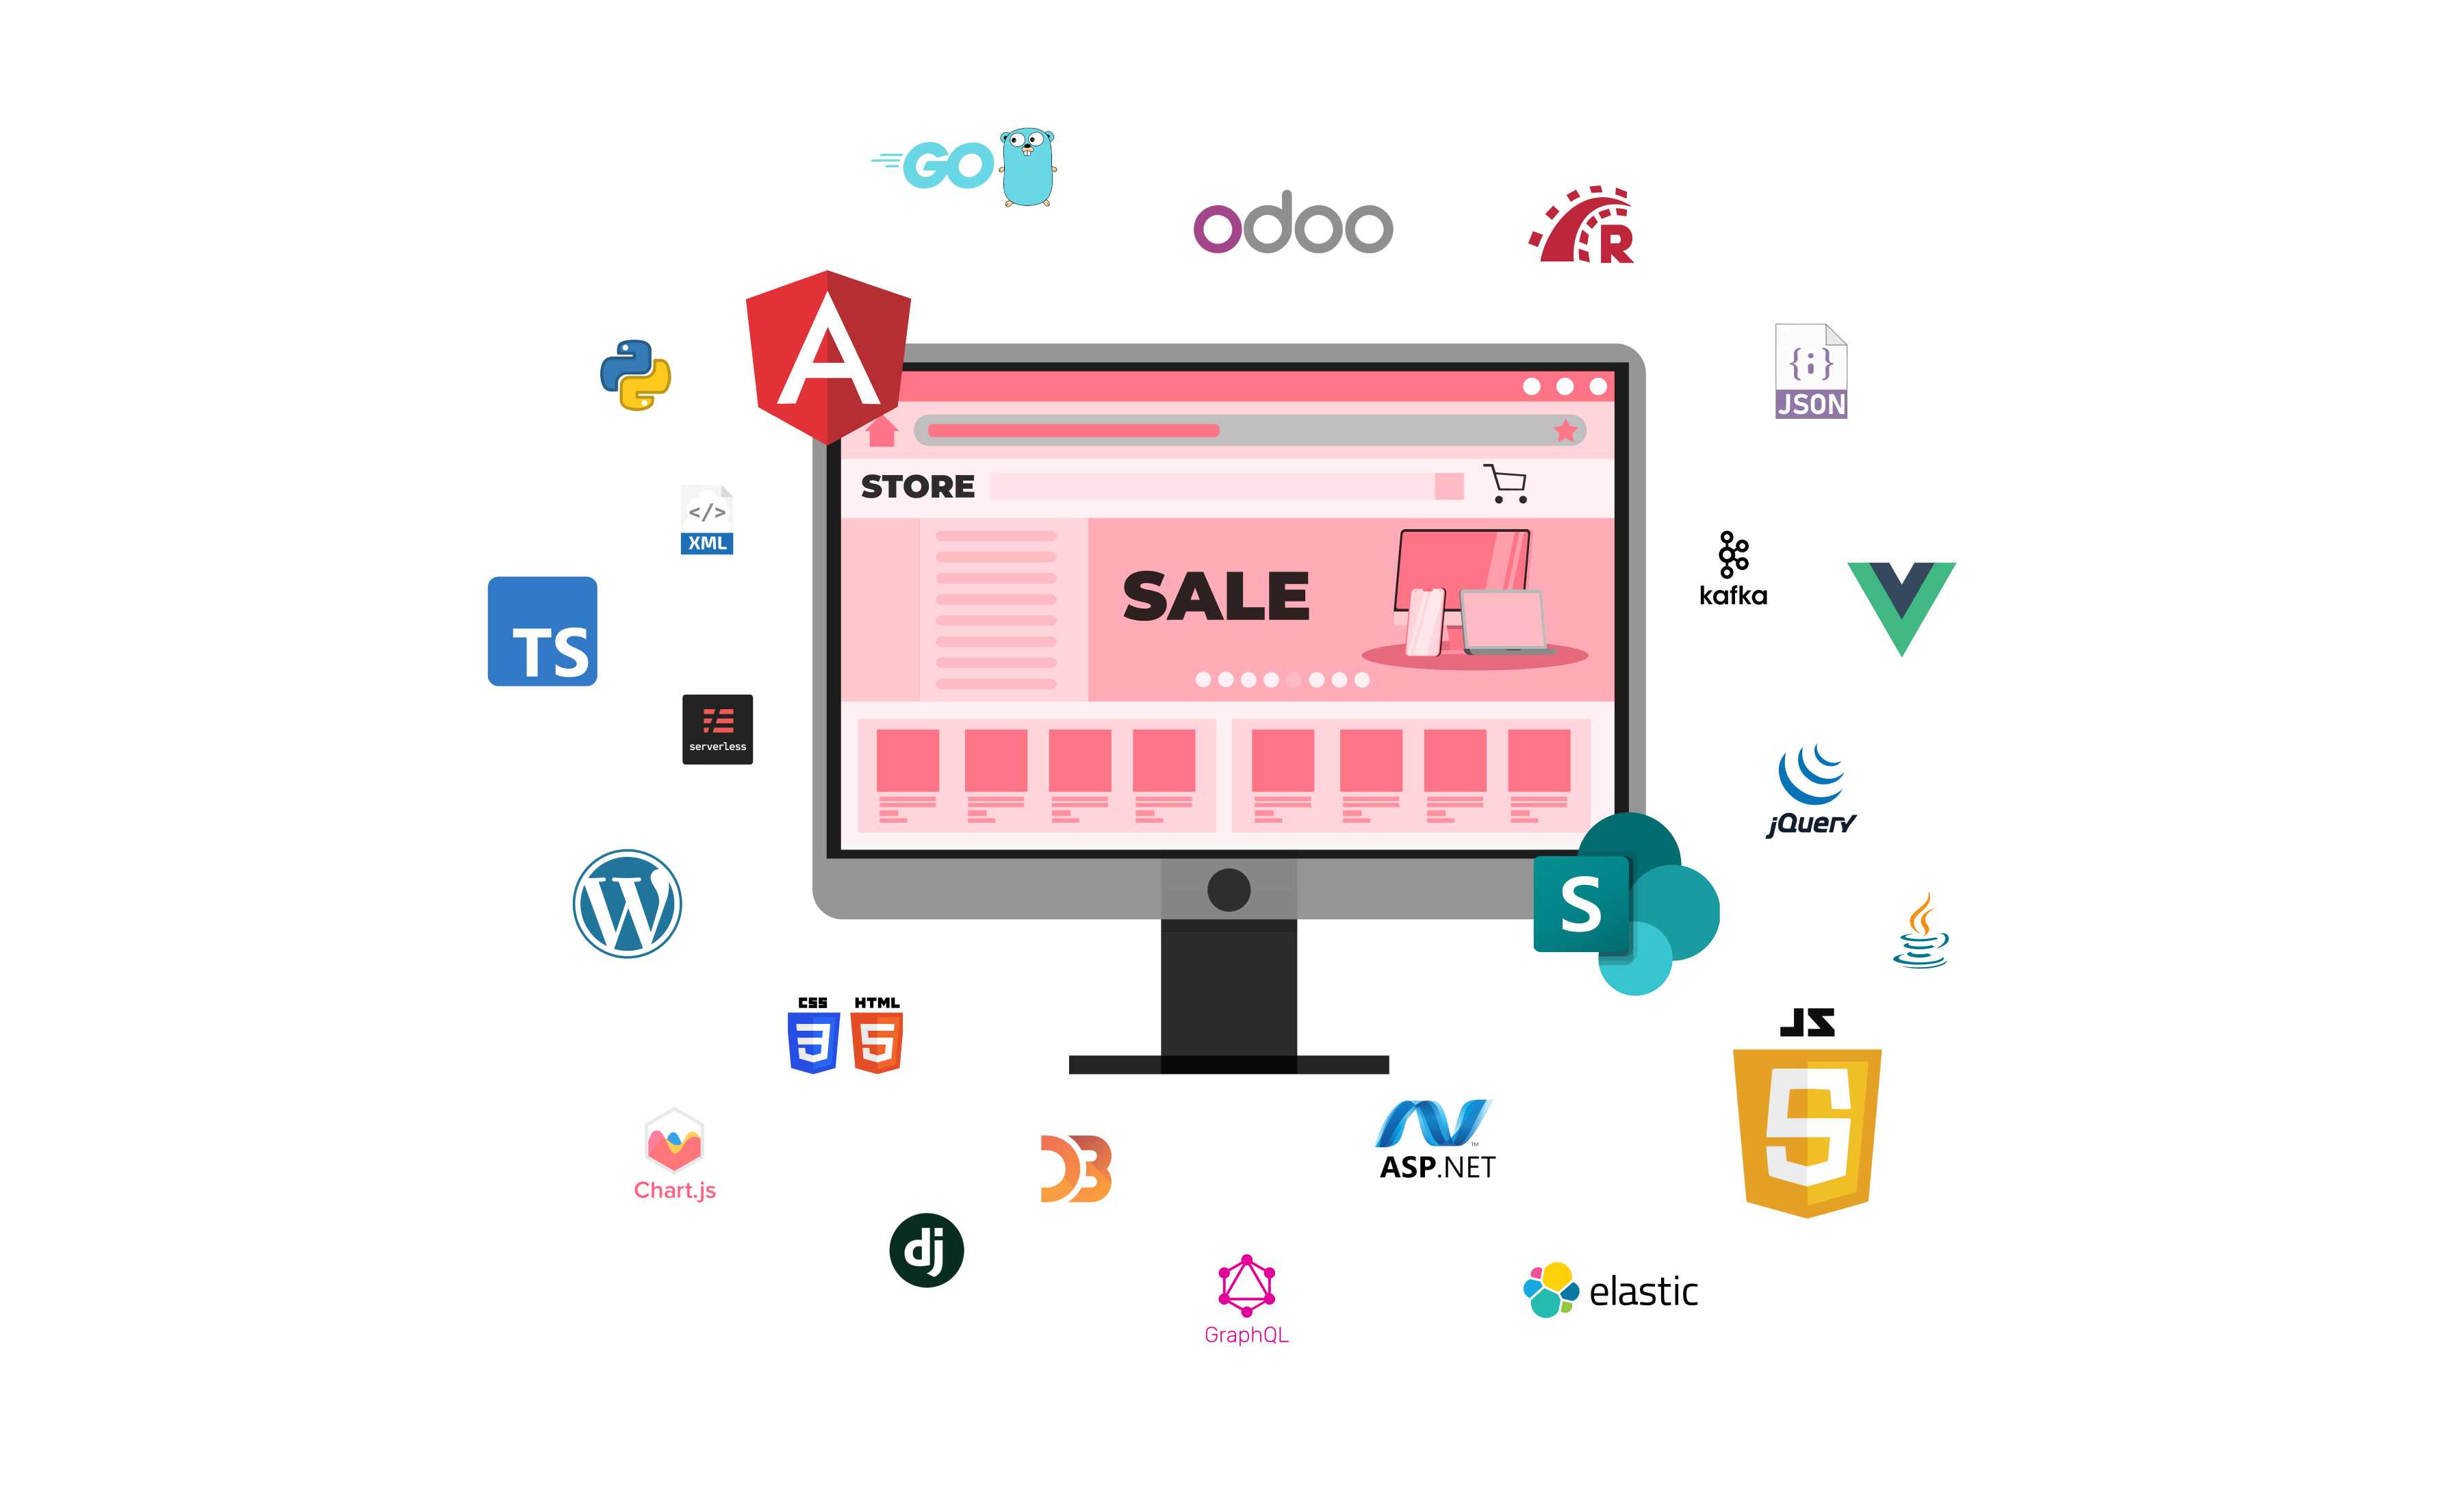 GO
odoo
R
A
{;}
JSON
STORE
</>
XML
SALE
kafka
TS
serverless
jQuery
W
S
CSS HTML
JS
ASP.NET
™
Chart.js
dj
elastic
GraphQL